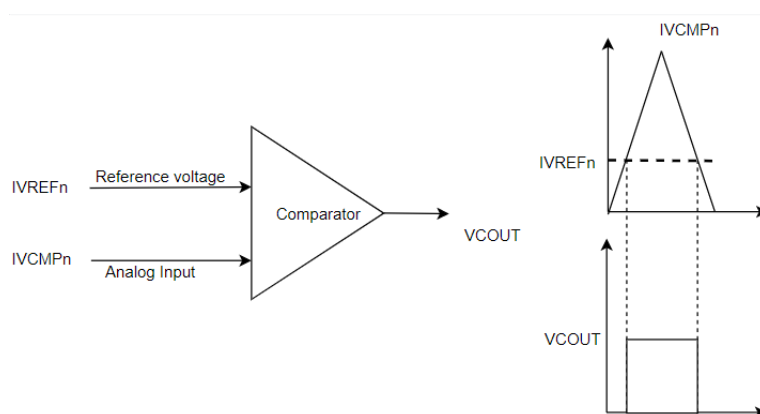 IVREFn
Reference voltage
Comparator
VCOUT
IVCMPn
Analog Input
IVCMPn
IVREFn
VCOUT